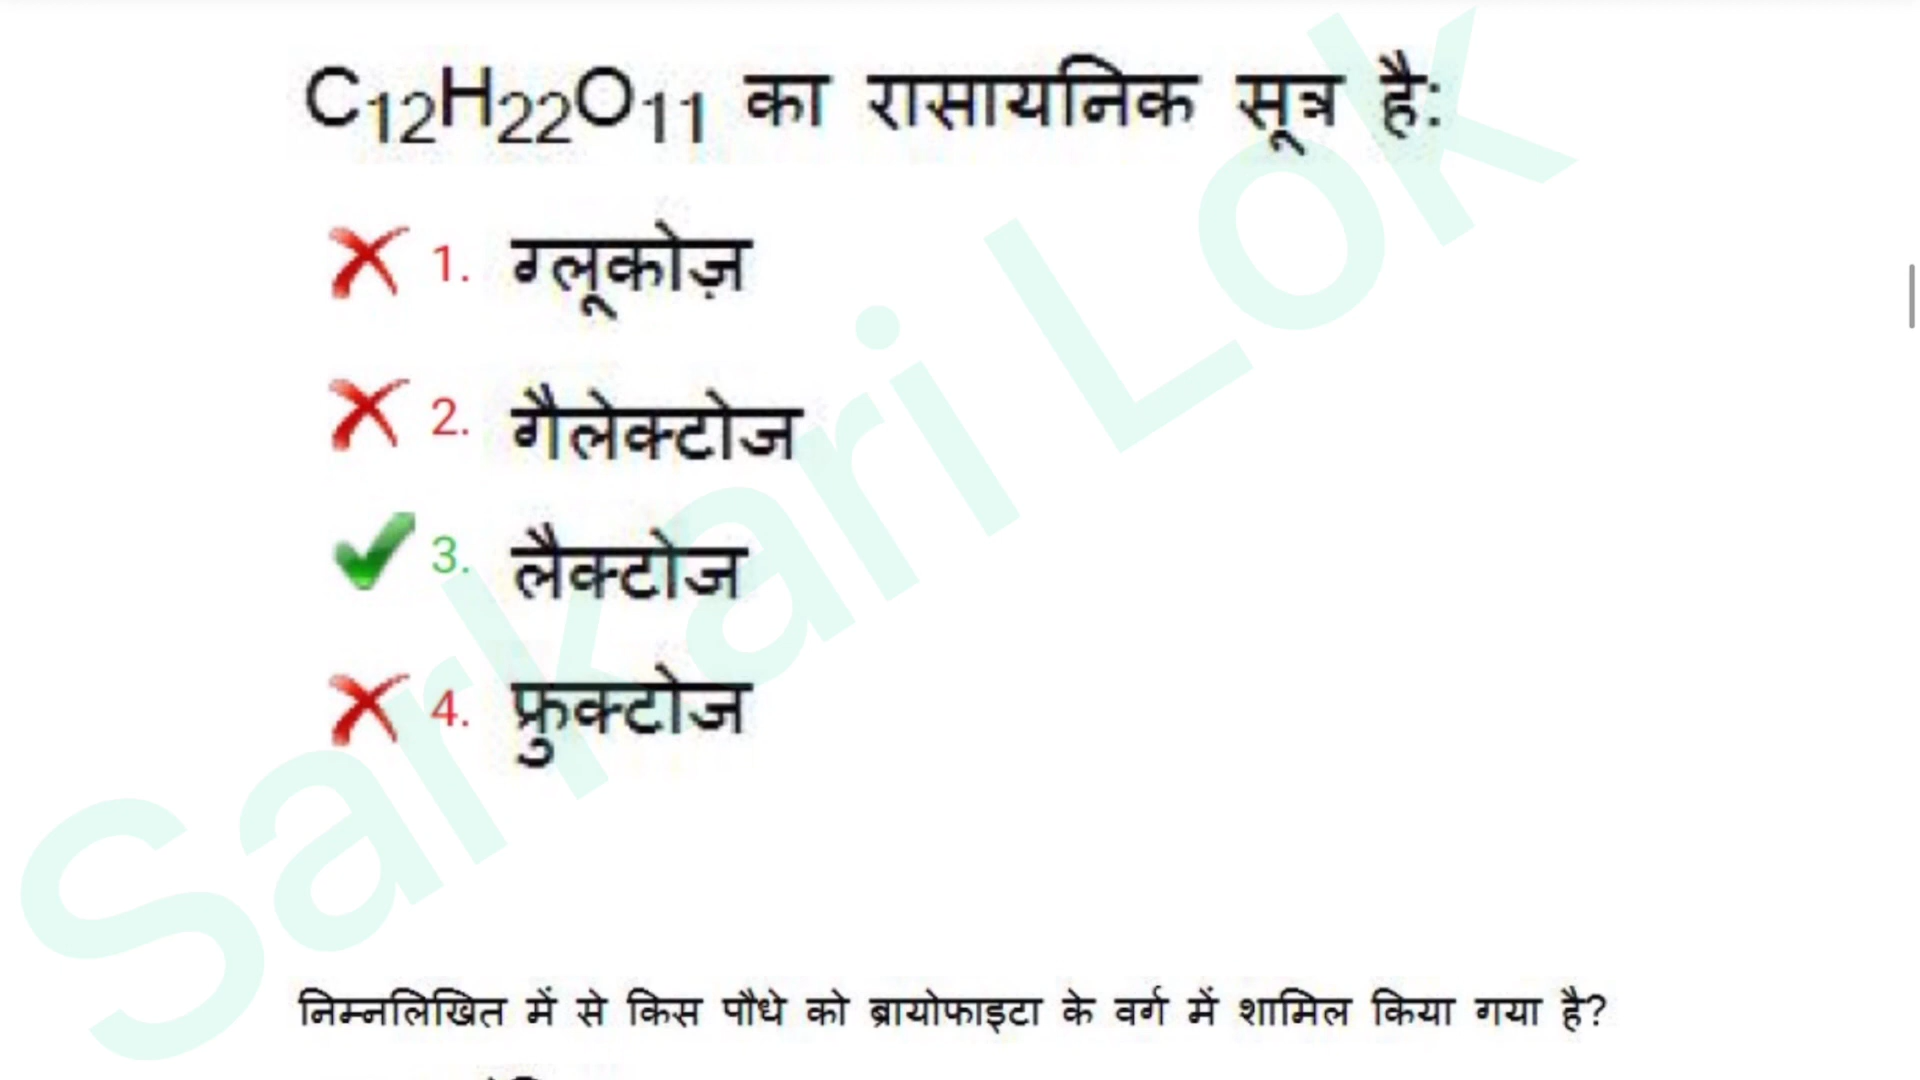 C₁₂H₂₂O₁₁ का रासायनिक सूत्र है:
1. ग्लूकोज़
2. गैलेक्टोज
3. लैक्टोज
4. फ्रुक्टोज
निम्नलिखित में से किस पौधे को ब्रायोफाइटा के वर्ग में शामिल किया गया है?
Sarkari Lok